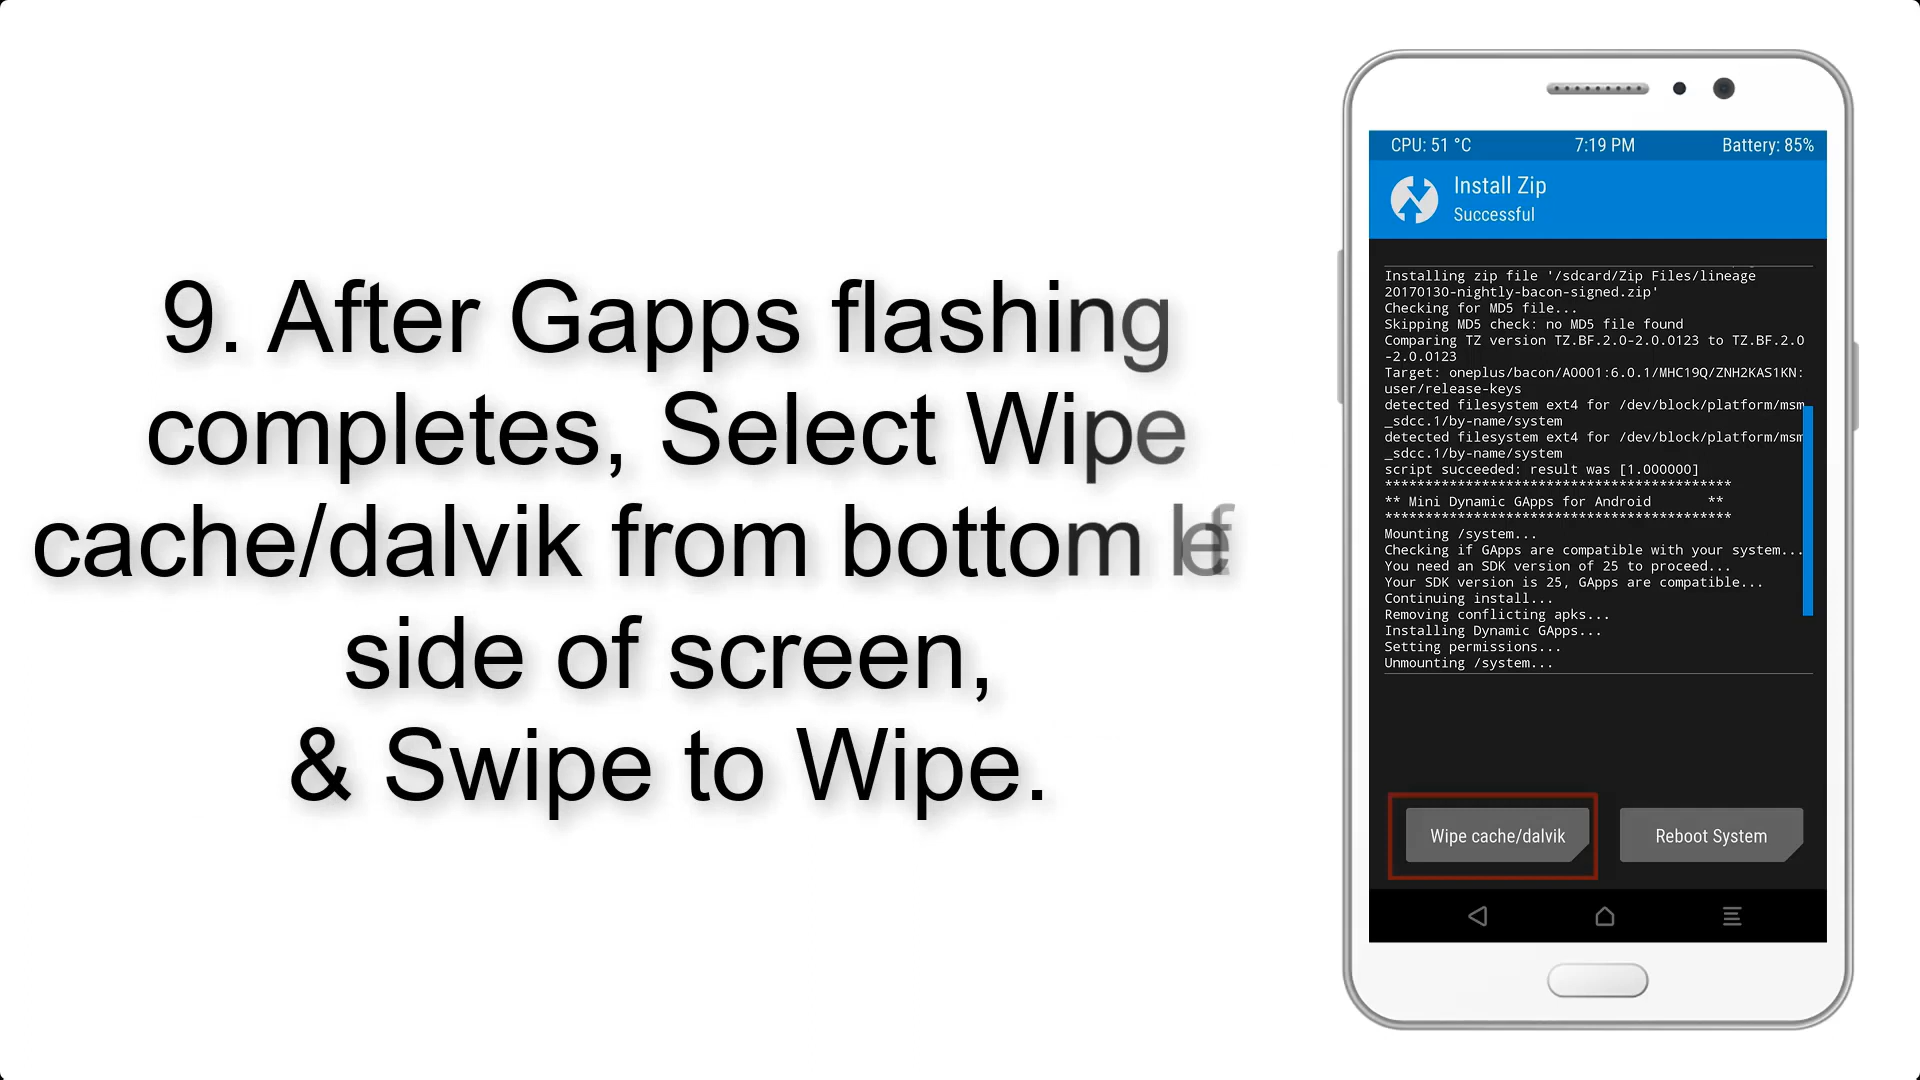 9. After Gapps flashing
completes, Select Wipe
cache/dalvik from bottom lef
side of screen,
& Swipe to Wipe.
CPU: 51 °C 7:19 PM Battery: 85%
Install Zip
Successful
Installing zip file '/sdcard/Zip Files/lineage
20170130-nightly-bacon-signed.zip'
Checking for MD5 file...
Skipping MD5 check: no MD5 file found
Comparing TZ version TZ.BF.2.0-2.0.0123 to TZ.BF.2.0
-2.0.0123
Target: oneplus/bacon/A0001:6.0.1/MHC19Q/ZNH2KAS1KN:
user/release-keys
detected filesystem ext4 for /dev/block/platform/msm
_sdcc.1/by-name/system
detected filesystem ext4 for /dev/block/platform/msm
_sdcc.1/by-name/system
script succeeded: result was [1.000000]
*******************************************
** Mini Dynamic GApps for Android **
*******************************************
Mounting /system...
Checking if GApps are compatible with your system...
You need an SDK version of 25 to proceed...
Your SDK version is 25, GApps are compatible...
Continuing install...
Removing conflicting apks...
Installing Dynamic GApps...
Setting permissions...
Unmounting /system...
Wipe cache/dalvik Reboot System